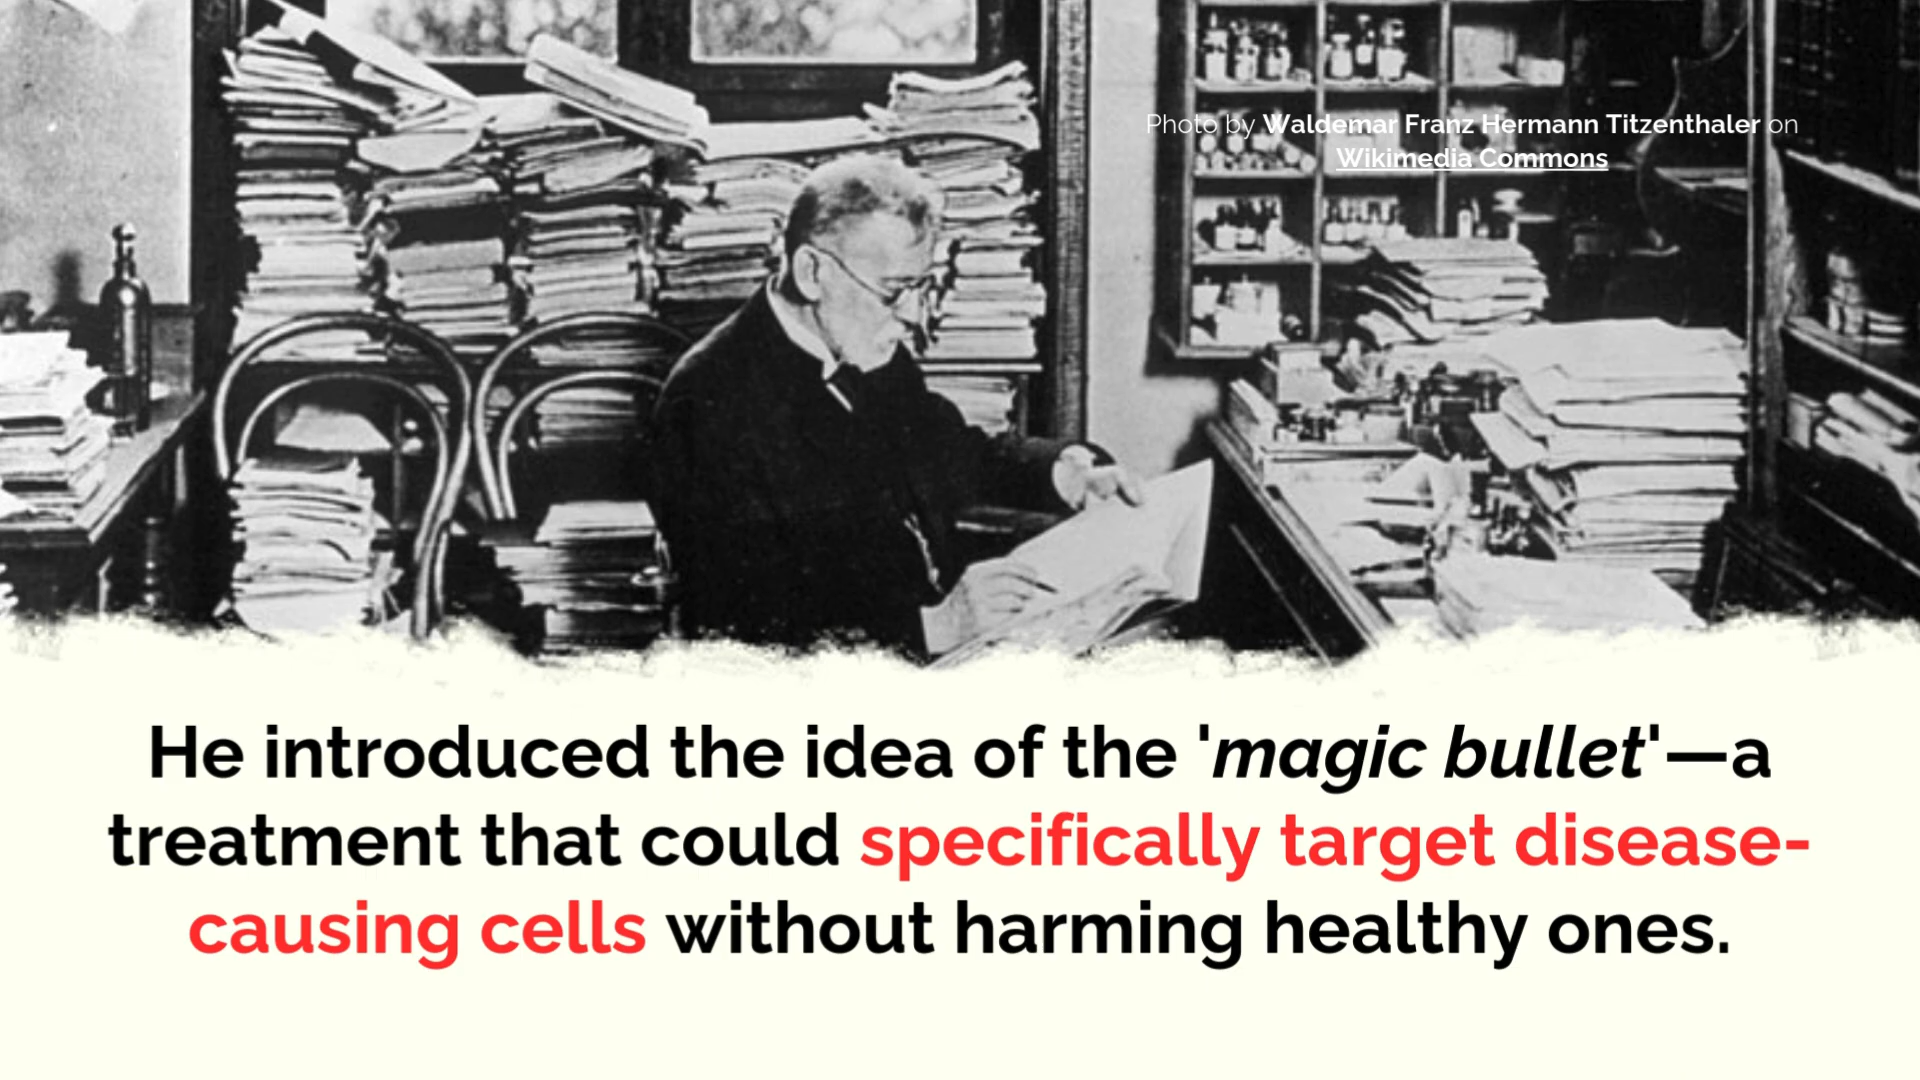 Photo by Waldemar Franz Hermann Titzenthaler on
Wikimedia Commons
He introduced the idea of the 'magic bullet'—a
treatment that could specifically target disease-
causing cells without harming healthy ones.